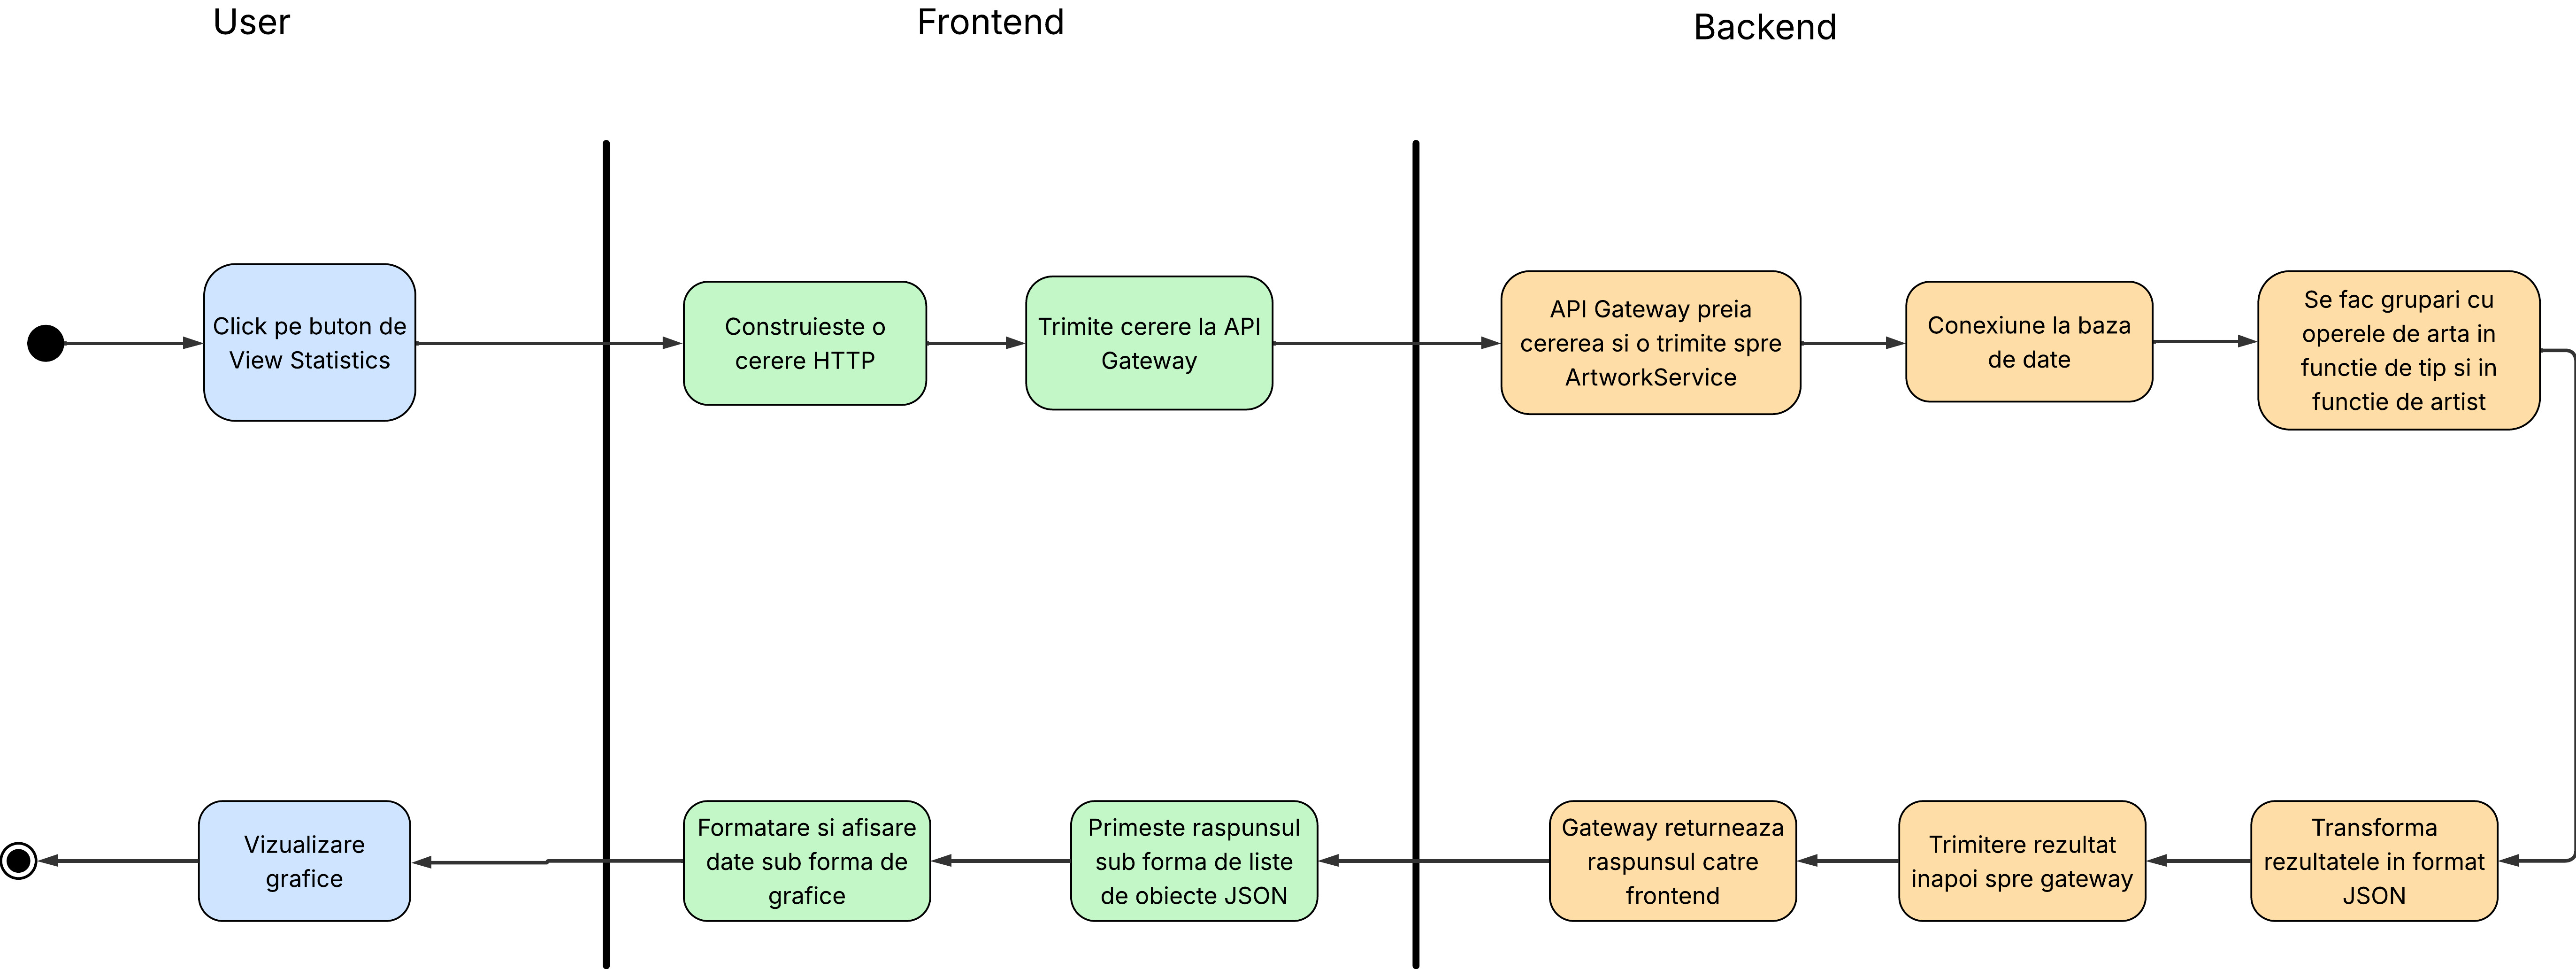 User
Frontend
Backend
Click pe buton de
View Statistics
Construieste o
cerere HTTP
Trimite cerere la API
Gateway
API Gateway preia
cererea si o trimite spre
ArtworkService
Conexiune la baza
de date
Se fac grupari cu
operele de arta in
functie de tip si in
functie de artist
Vizualizare
grafice
Formatare si afisare
date sub forma de
grafice
Primeste raspunsul
sub forma de liste
de obiecte JSON
Gateway returneaza
raspunsul catre
frontend
Trimitere rezultat
inapoi spre gateway
Transforma
rezultatele in format
JSON